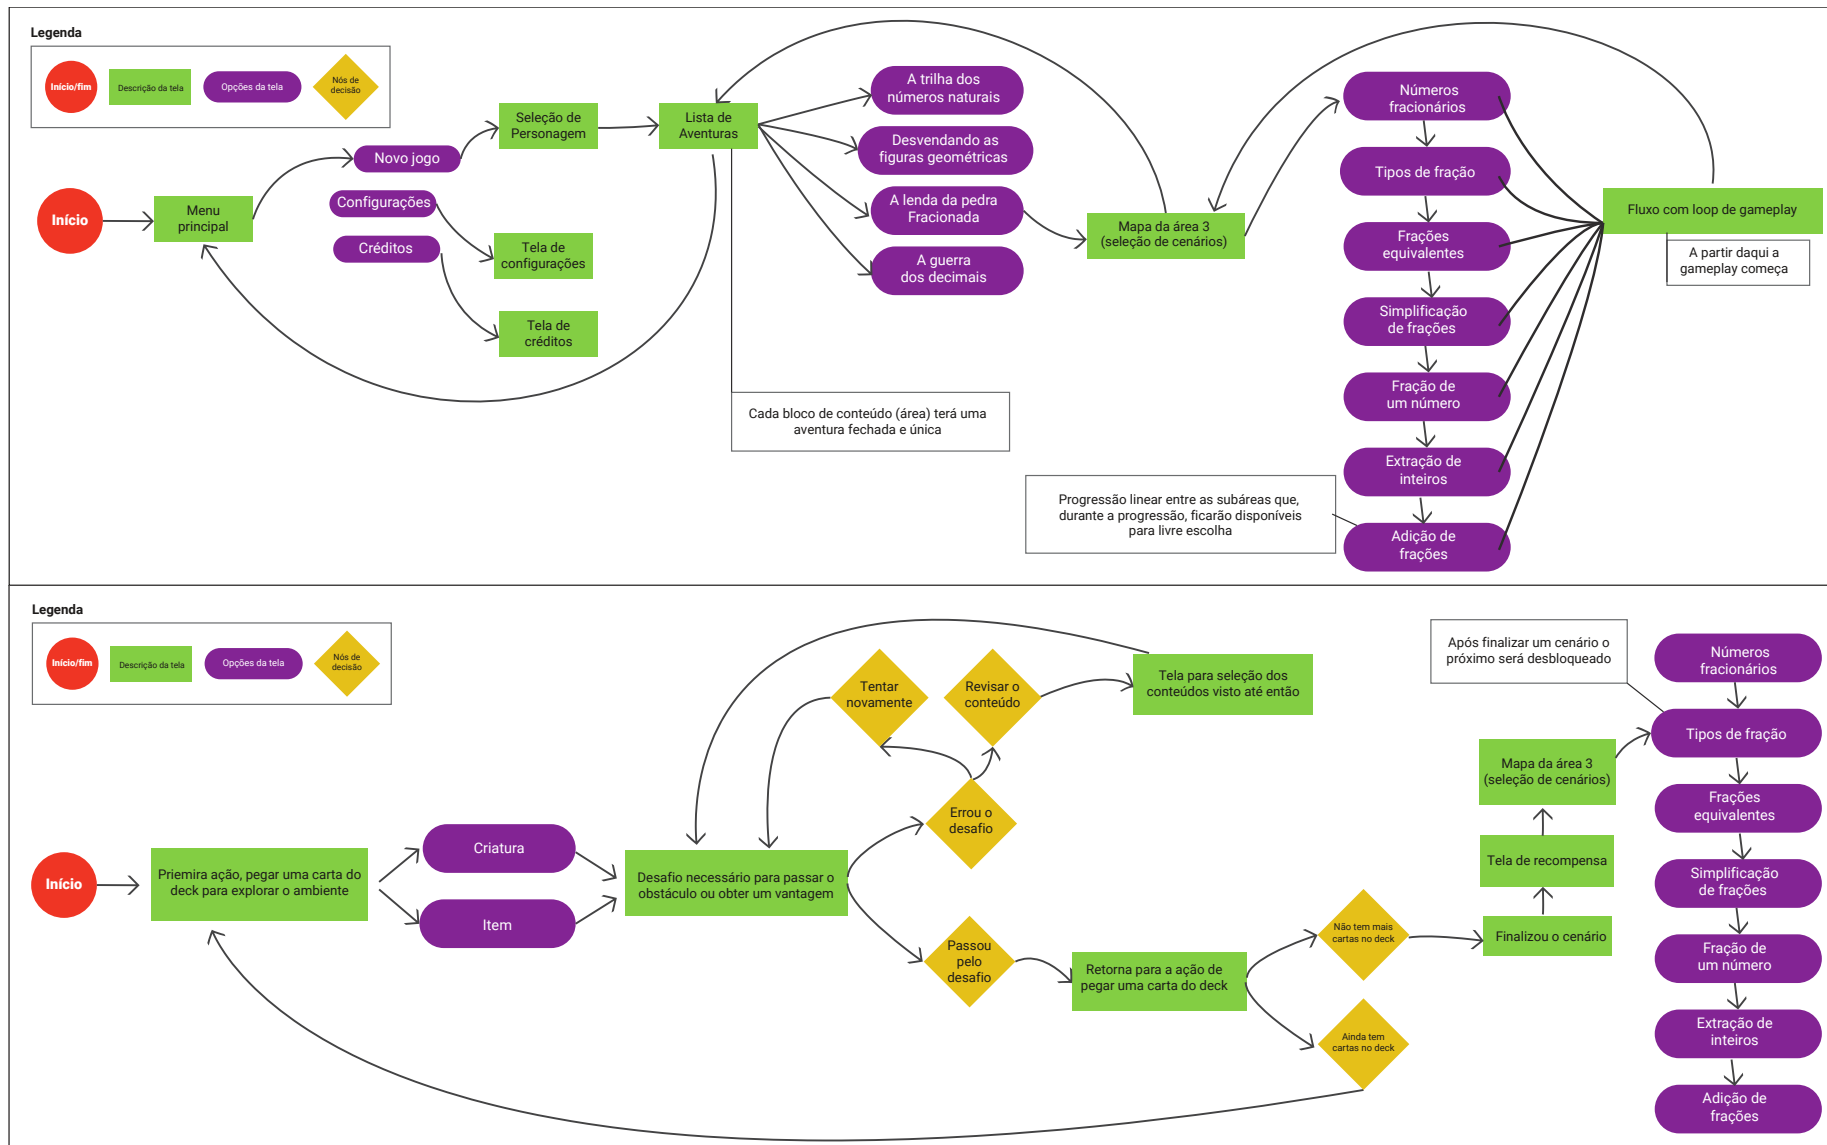 Legenda
Início/fim
Descrição da tela
Opções da tela
Nós de
decisão
Início
Menu
principal
Novo jogo
Configurações
Créditos
Seleção de
Personagem
Tela de
configurações
Tela de
créditos
Lista de
Aventuras
Cada bloco de conteúdo (área) terá uma
aventura fechada e única
A trilha dos
números naturais
Desvendando as
figuras geométricas
A lenda da pedra
Fracionada
A guerra
dos decimais
Mapa da área 3
(seleção de cenários)
Números
fracionários
Tipos de fração
Frações
equivalentes
Simplificação
de frações
Fração de
um número
Extração de
inteiros
Adição de
frações
Progressão linear entre as subáreas que,
durante a progressão, ficarão disponíveis
para livre escolha
Fluxo com loop de gameplay
A partir daqui a
gameplay começa
Legenda
Início/fim
Descrição da tela
Opções da tela
Nós de
decisão
Início
Priemira ação, pegar uma carta do
deck para explorar o ambiente
Criatura
Item
Desafio necessário para passar o
obstáculo ou obter um vantagem
Tentar
novamente
Revisar o
conteúdo
Errou o
desafio
Passou
pelo
desafio
Tela para seleção dos
conteúdos visto até então
Retorna para a ação de
pegar uma carta do deck
Não tem mais
cartas no deck
Ainda tem
cartas no deck
Finalizou o cenário
Tela de recompensa
Mapa da área 3
(seleção de cenários)
Após finalizar um cenário o
próximo será desbloqueado
Números
fracionários
Tipos de fração
Frações
equivalentes
Simplificação
de frações
Fração de
um número
Extração de
inteiros
Adição de
frações